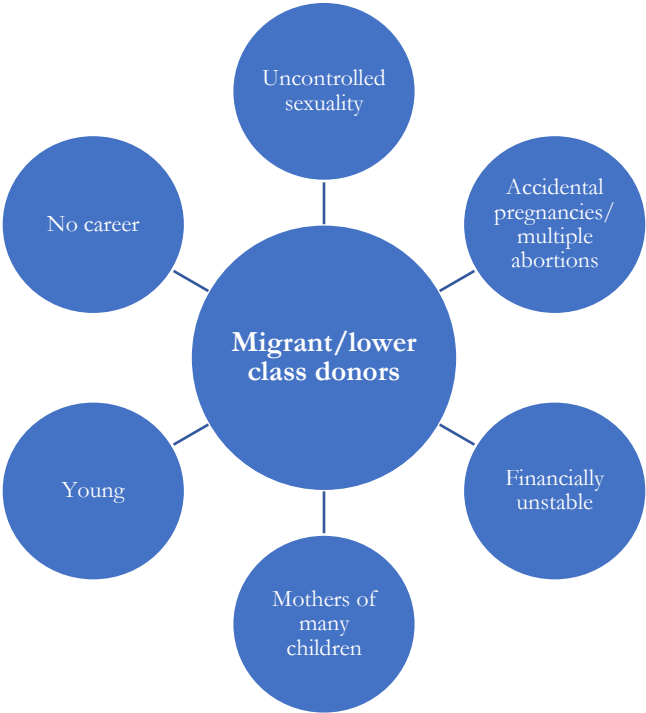 Uncontrolled
sexuality
Accidental
pregnancies/
multiple
abortions
No career
Migrant/lower
class donors
Young
Financially
unstable
Mothers of
many
children